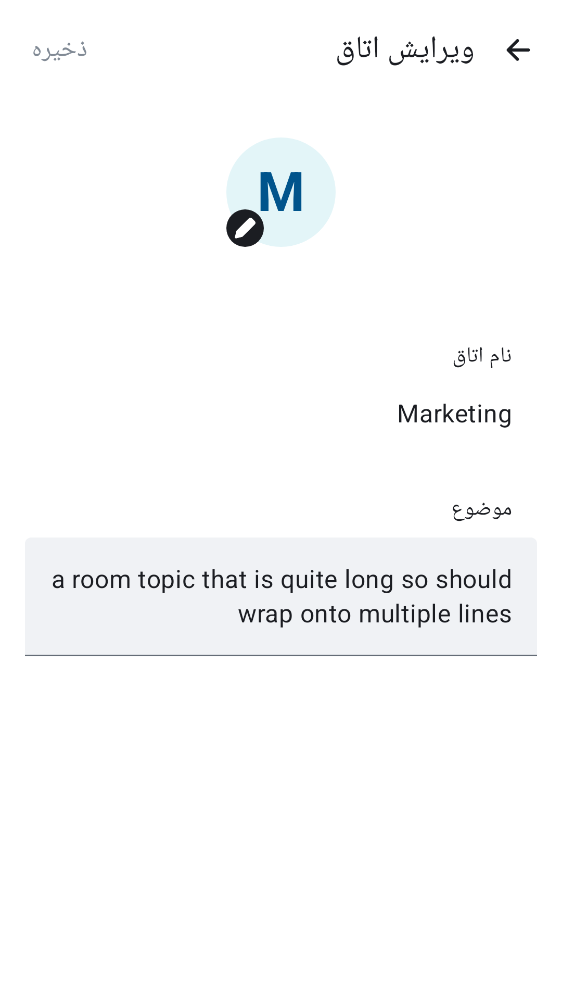 ویرایش اتاق
ذخیره
M
نام اتاق
Marketing
موضوع
a room topic that is quite long so should
wrap onto multiple lines